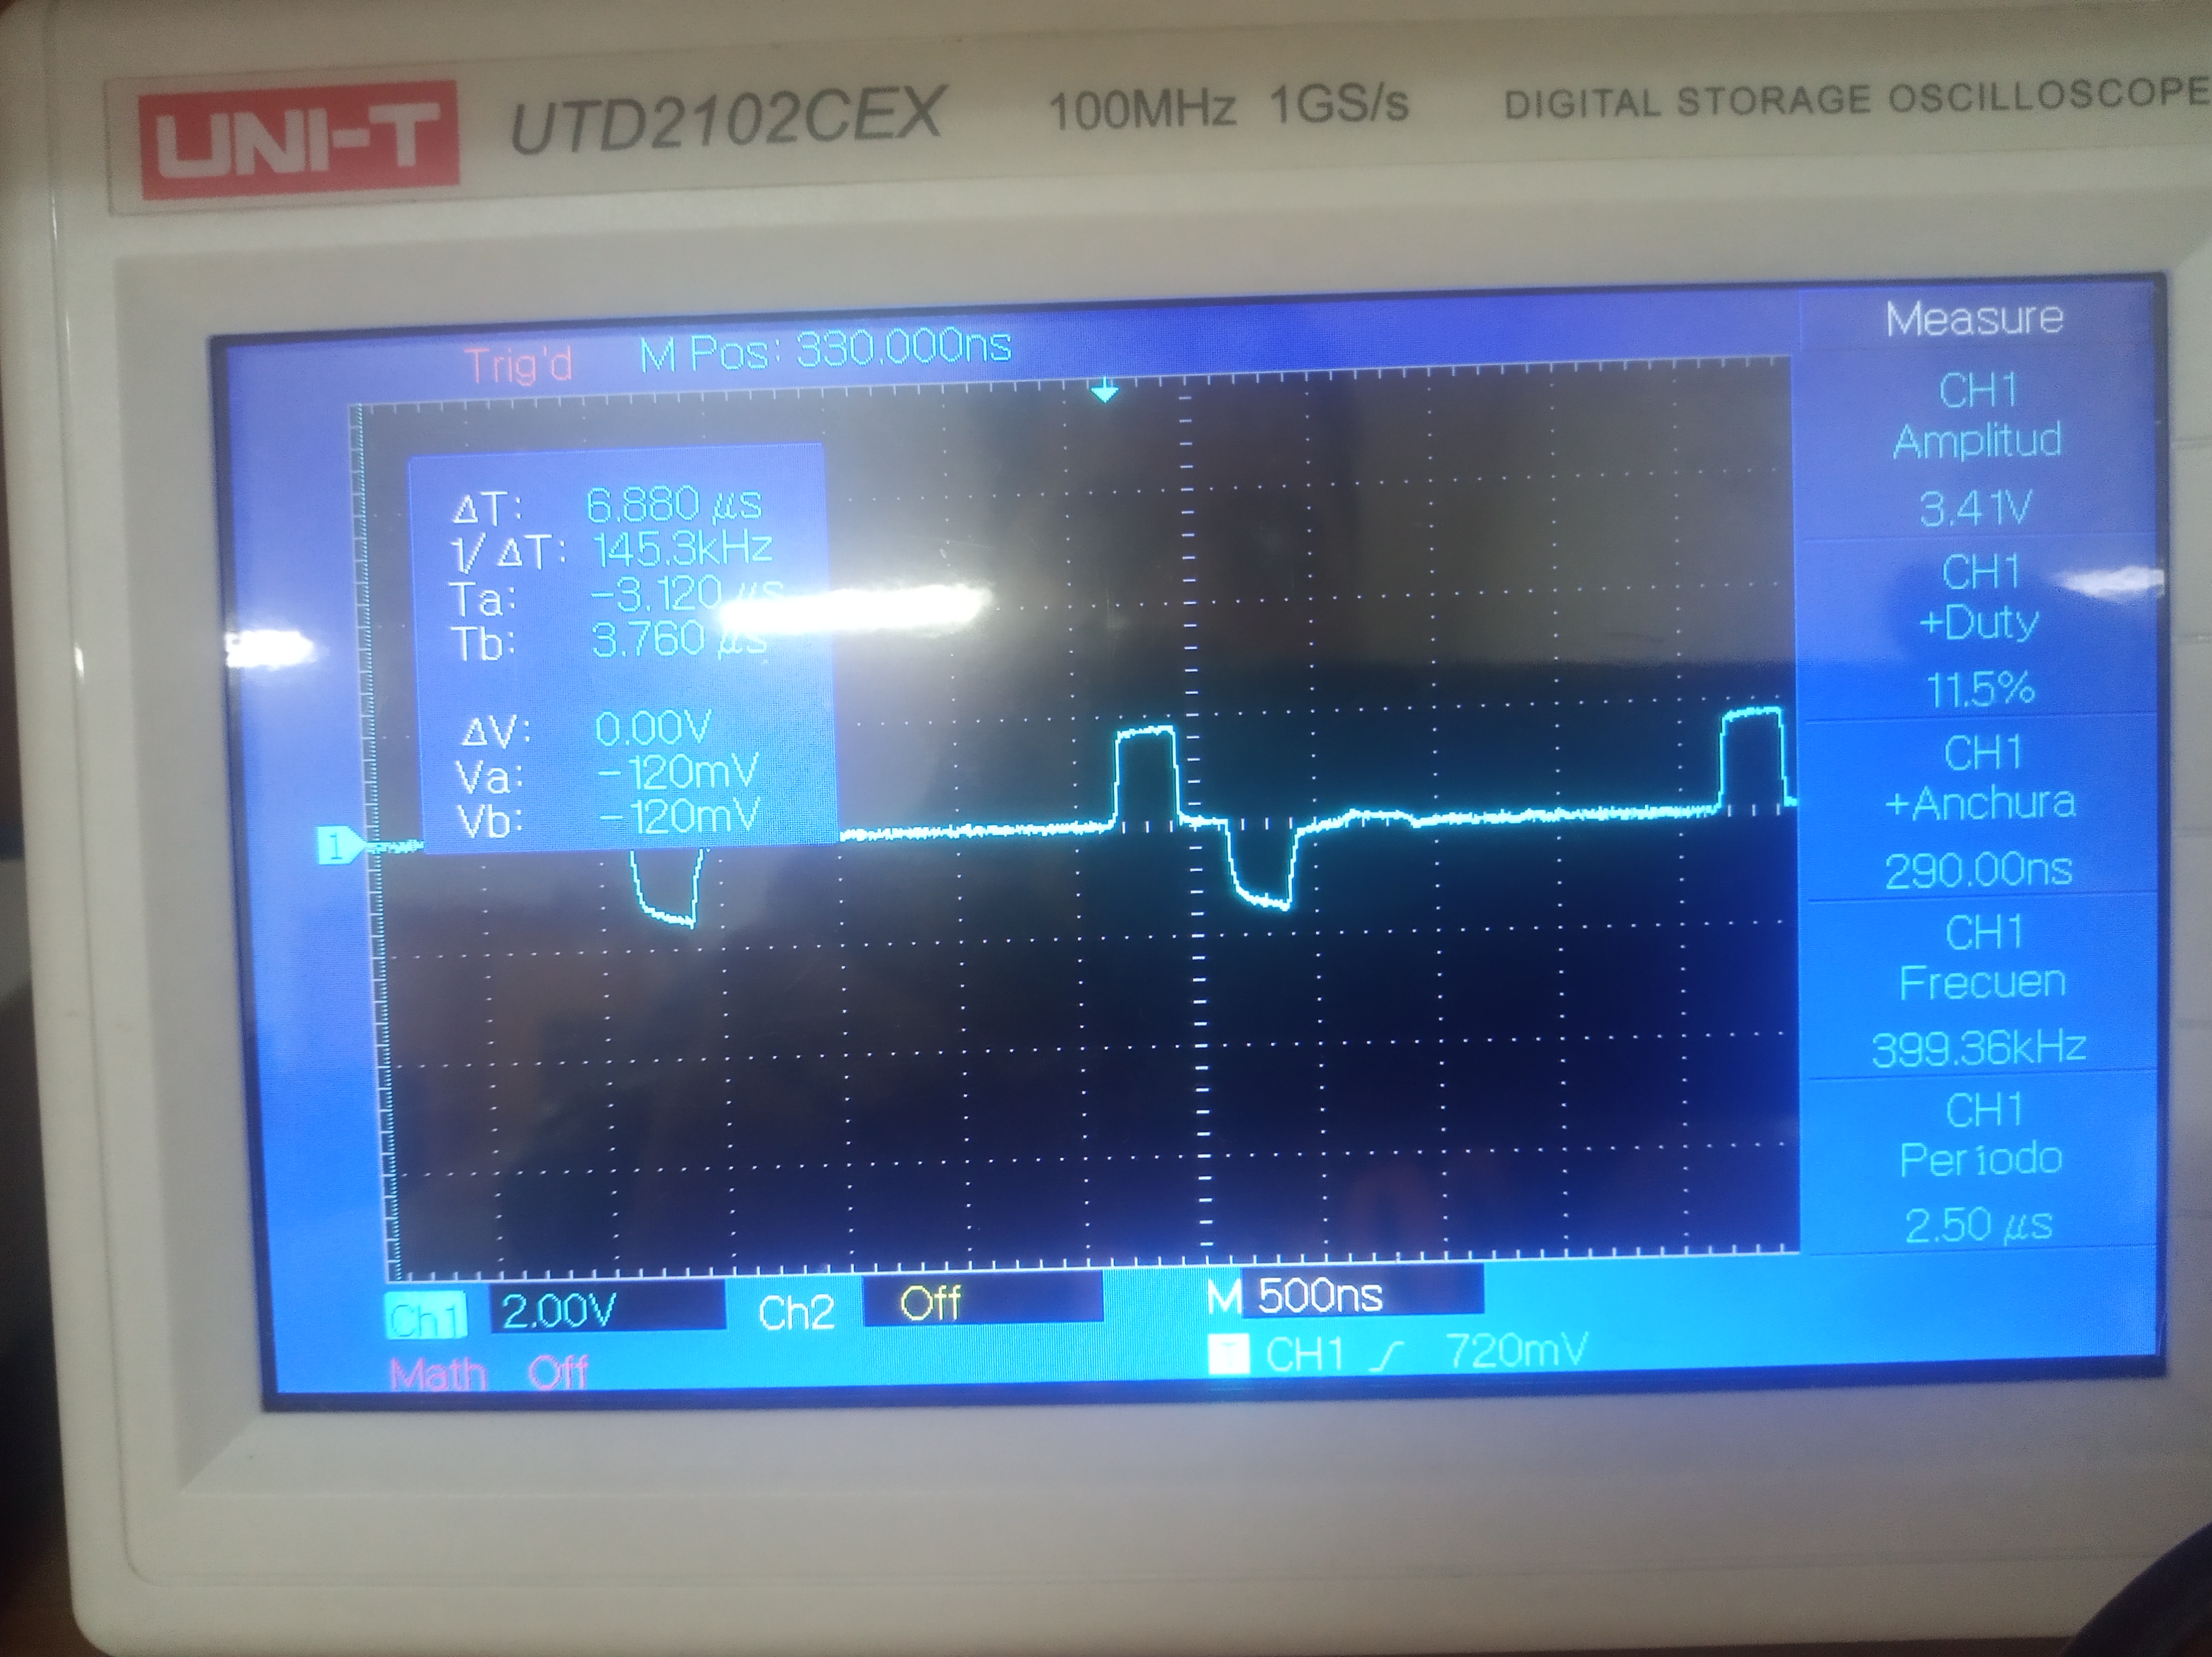 UNI-T UTD2102CEX 100MHz 1GS/s DIGITAL STORAGE OSCILLOSCOPE
Trig'd M Pos: 330.000ns
ΔT: 6.880 μs
1/ΔT: 145.3kHz
Ta: -3.120 μs
Tb: 3.760 μs
ΔV: 0.00V
Va: -120mV
Vb: -120mV
1
Measure
CH1
Amplitud
3.41V
CH1
+Duty
11.5%
CH1
+Anchura
290.00ns
CH1
Frecuen
399.36kHz
CH1
Período
2.50 μs
Ch1 2.00V Ch2 Off M 500ns
T CH1 720mV
Math Off